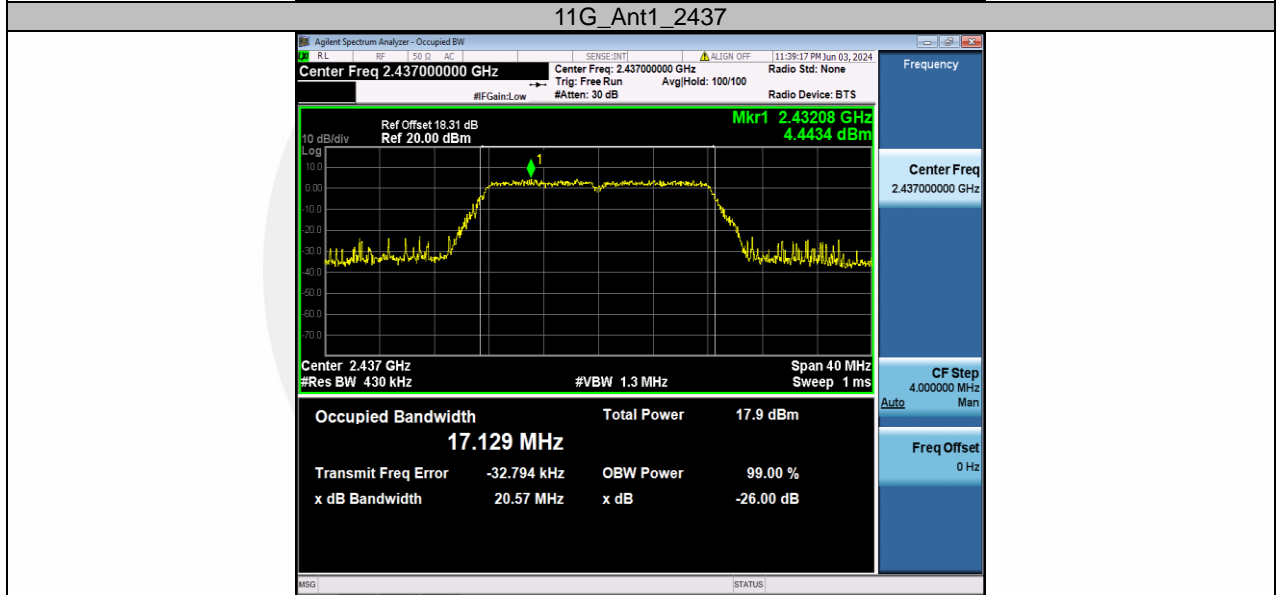 11G_Ant1_2437
Agilent Spectrum Analyzer - Occupied BW
RL RF 50 Ω AC SENSE:INT ALIGN OFF 11:39:17 PM Jun 03, 2024
Center Freq 2.437000000 GHz Center Freq: 2.437000000 GHz Radio Std: None
Trig: Free Run Avg|Hold: 100/100
#IFGain:Low #Atten: 30 dB Radio Device: BTS
Frequency
Ref Offset 18.31 dB Mkr1 2.43208 GHz
10 dB/div Ref 20.00 dBm 4.4434 dBm
Log
10.0
0.00
-10.0
-20.0
-30.0
-40.0
-50.0
-60.0
-70.0
1
Center 2.437 GHz Span 40 MHz
#Res BW 430 kHz #VBW 1.3 MHz Sweep 1 ms
Occupied Bandwidth Total Power 17.9 dBm
17.129 MHz
Transmit Freq Error -32.794 kHz OBW Power 99.00 %
x dB Bandwidth 20.57 MHz x dB -26.00 dB
Center Freq
2.437000000 GHz
CF Step
4.000000 MHz
Auto Man
Freq Offset
0 Hz
MSG STATUS